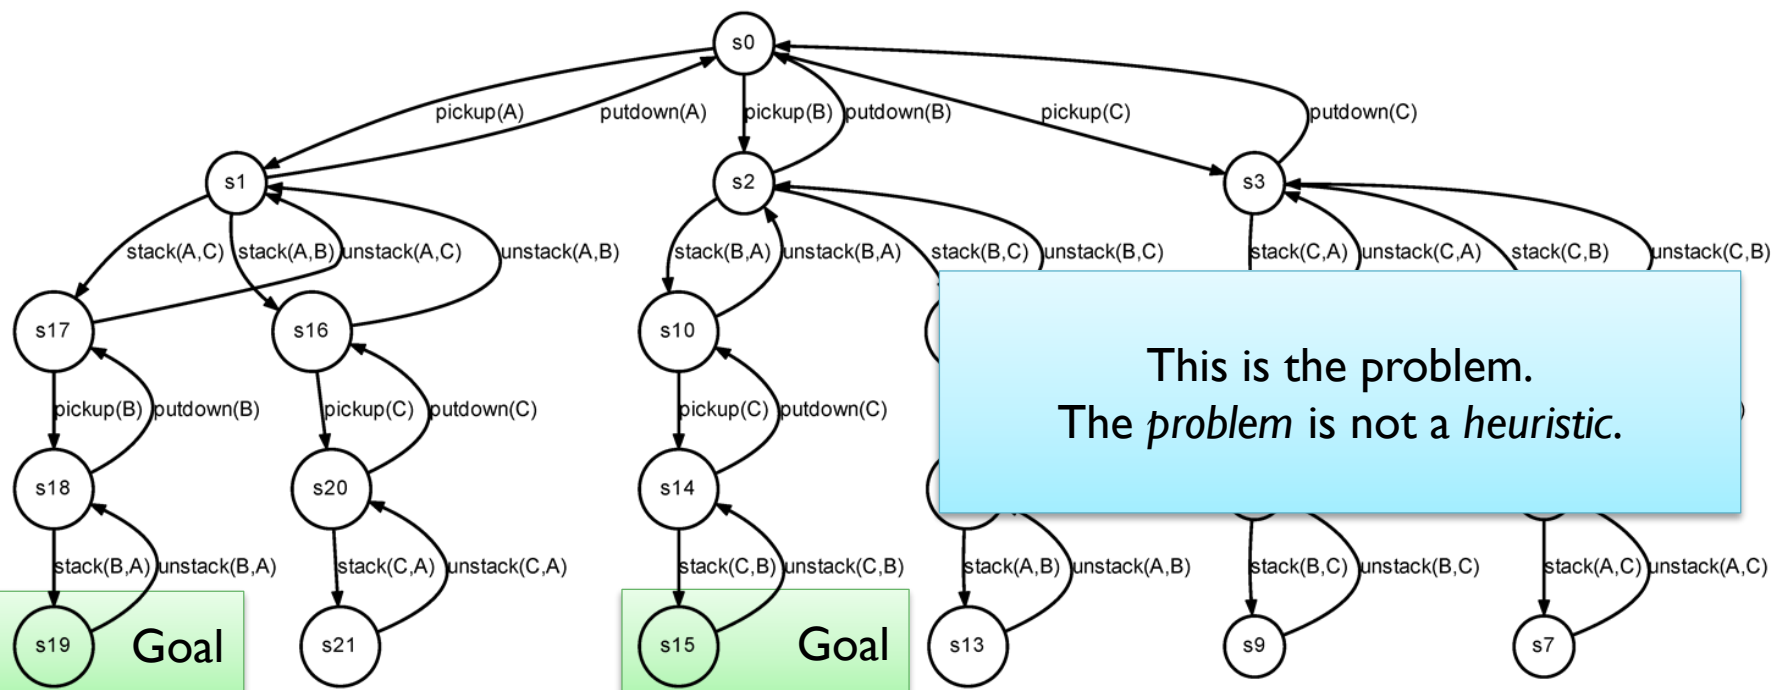 s0
pickup(A)
putdown(A)
pickup(B)
putdown(B)
pickup(C)
putdown(C)
s1
s2
s3
stack(A,C)
stack(A,B)
unstack(A,C)
unstack(A,B)
stack(B,A)
unstack(B,A)
stack(B,C)
unstack(B,C)
stack(C,A)
unstack(C,A)
stack(C,B)
unstack(C,B)
s17
s16
s10
This is the problem.
The problem is not a heuristic.
pickup(B)
putdown(B)
pickup(C)
putdown(C)
pickup(C)
putdown(C)
s18
s20
s14
stack(B,A)
unstack(B,A)
stack(C,A)
unstack(C,A)
stack(C,B)
unstack(C,B)
stack(A,B)
unstack(A,B)
stack(B,C)
unstack(B,C)
stack(A,C)
unstack(A,C)
s19
Goal
s21
s15
Goal
s13
s9
s7